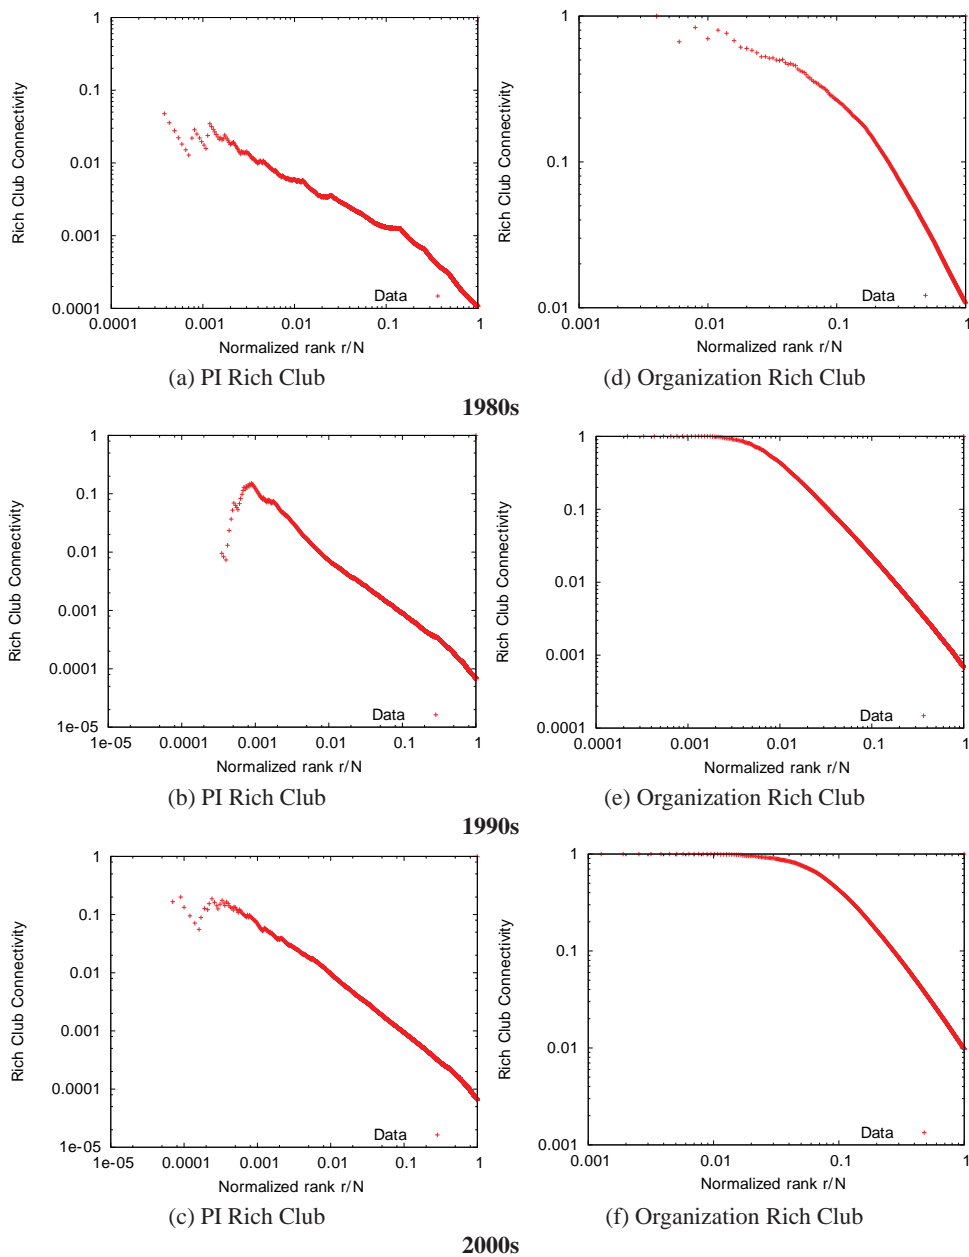 1
0.1
0.01
0.001
0.0001
Rich Club Connectivity
Data
0.0001 0.001 0.01 0.1 1
Normalized rank r/N
(a) PI Rich Club
1
0.1
0.01
Rich Club Connectivity
Data
0.001 0.01 0.1 1
Normalized rank r/N
(d) Organization Rich Club
1980s
1
0.1
0.01
0.001
0.0001
1e-05
Rich Club Connectivity
Data
1e-05 0.0001 0.001 0.01 0.1 1
Normalized rank r/N
(b) PI Rich Club
1
0.1
0.01
0.001
0.0001
Rich Club Connectivity
Data
0.0001 0.001 0.01 0.1 1
Normalized rank r/N
(e) Organization Rich Club
1990s
1
0.1
0.01
0.001
0.0001
1e-05
Rich Club Connectivity
Data
1e-05 0.0001 0.001 0.01 0.1 1
Normalized rank r/N
(c) PI Rich Club
1
0.1
0.01
0.001
Rich Club Connectivity
Data
0.001 0.01 0.1 1
Normalized rank r/N
(f) Organization Rich Club
2000s